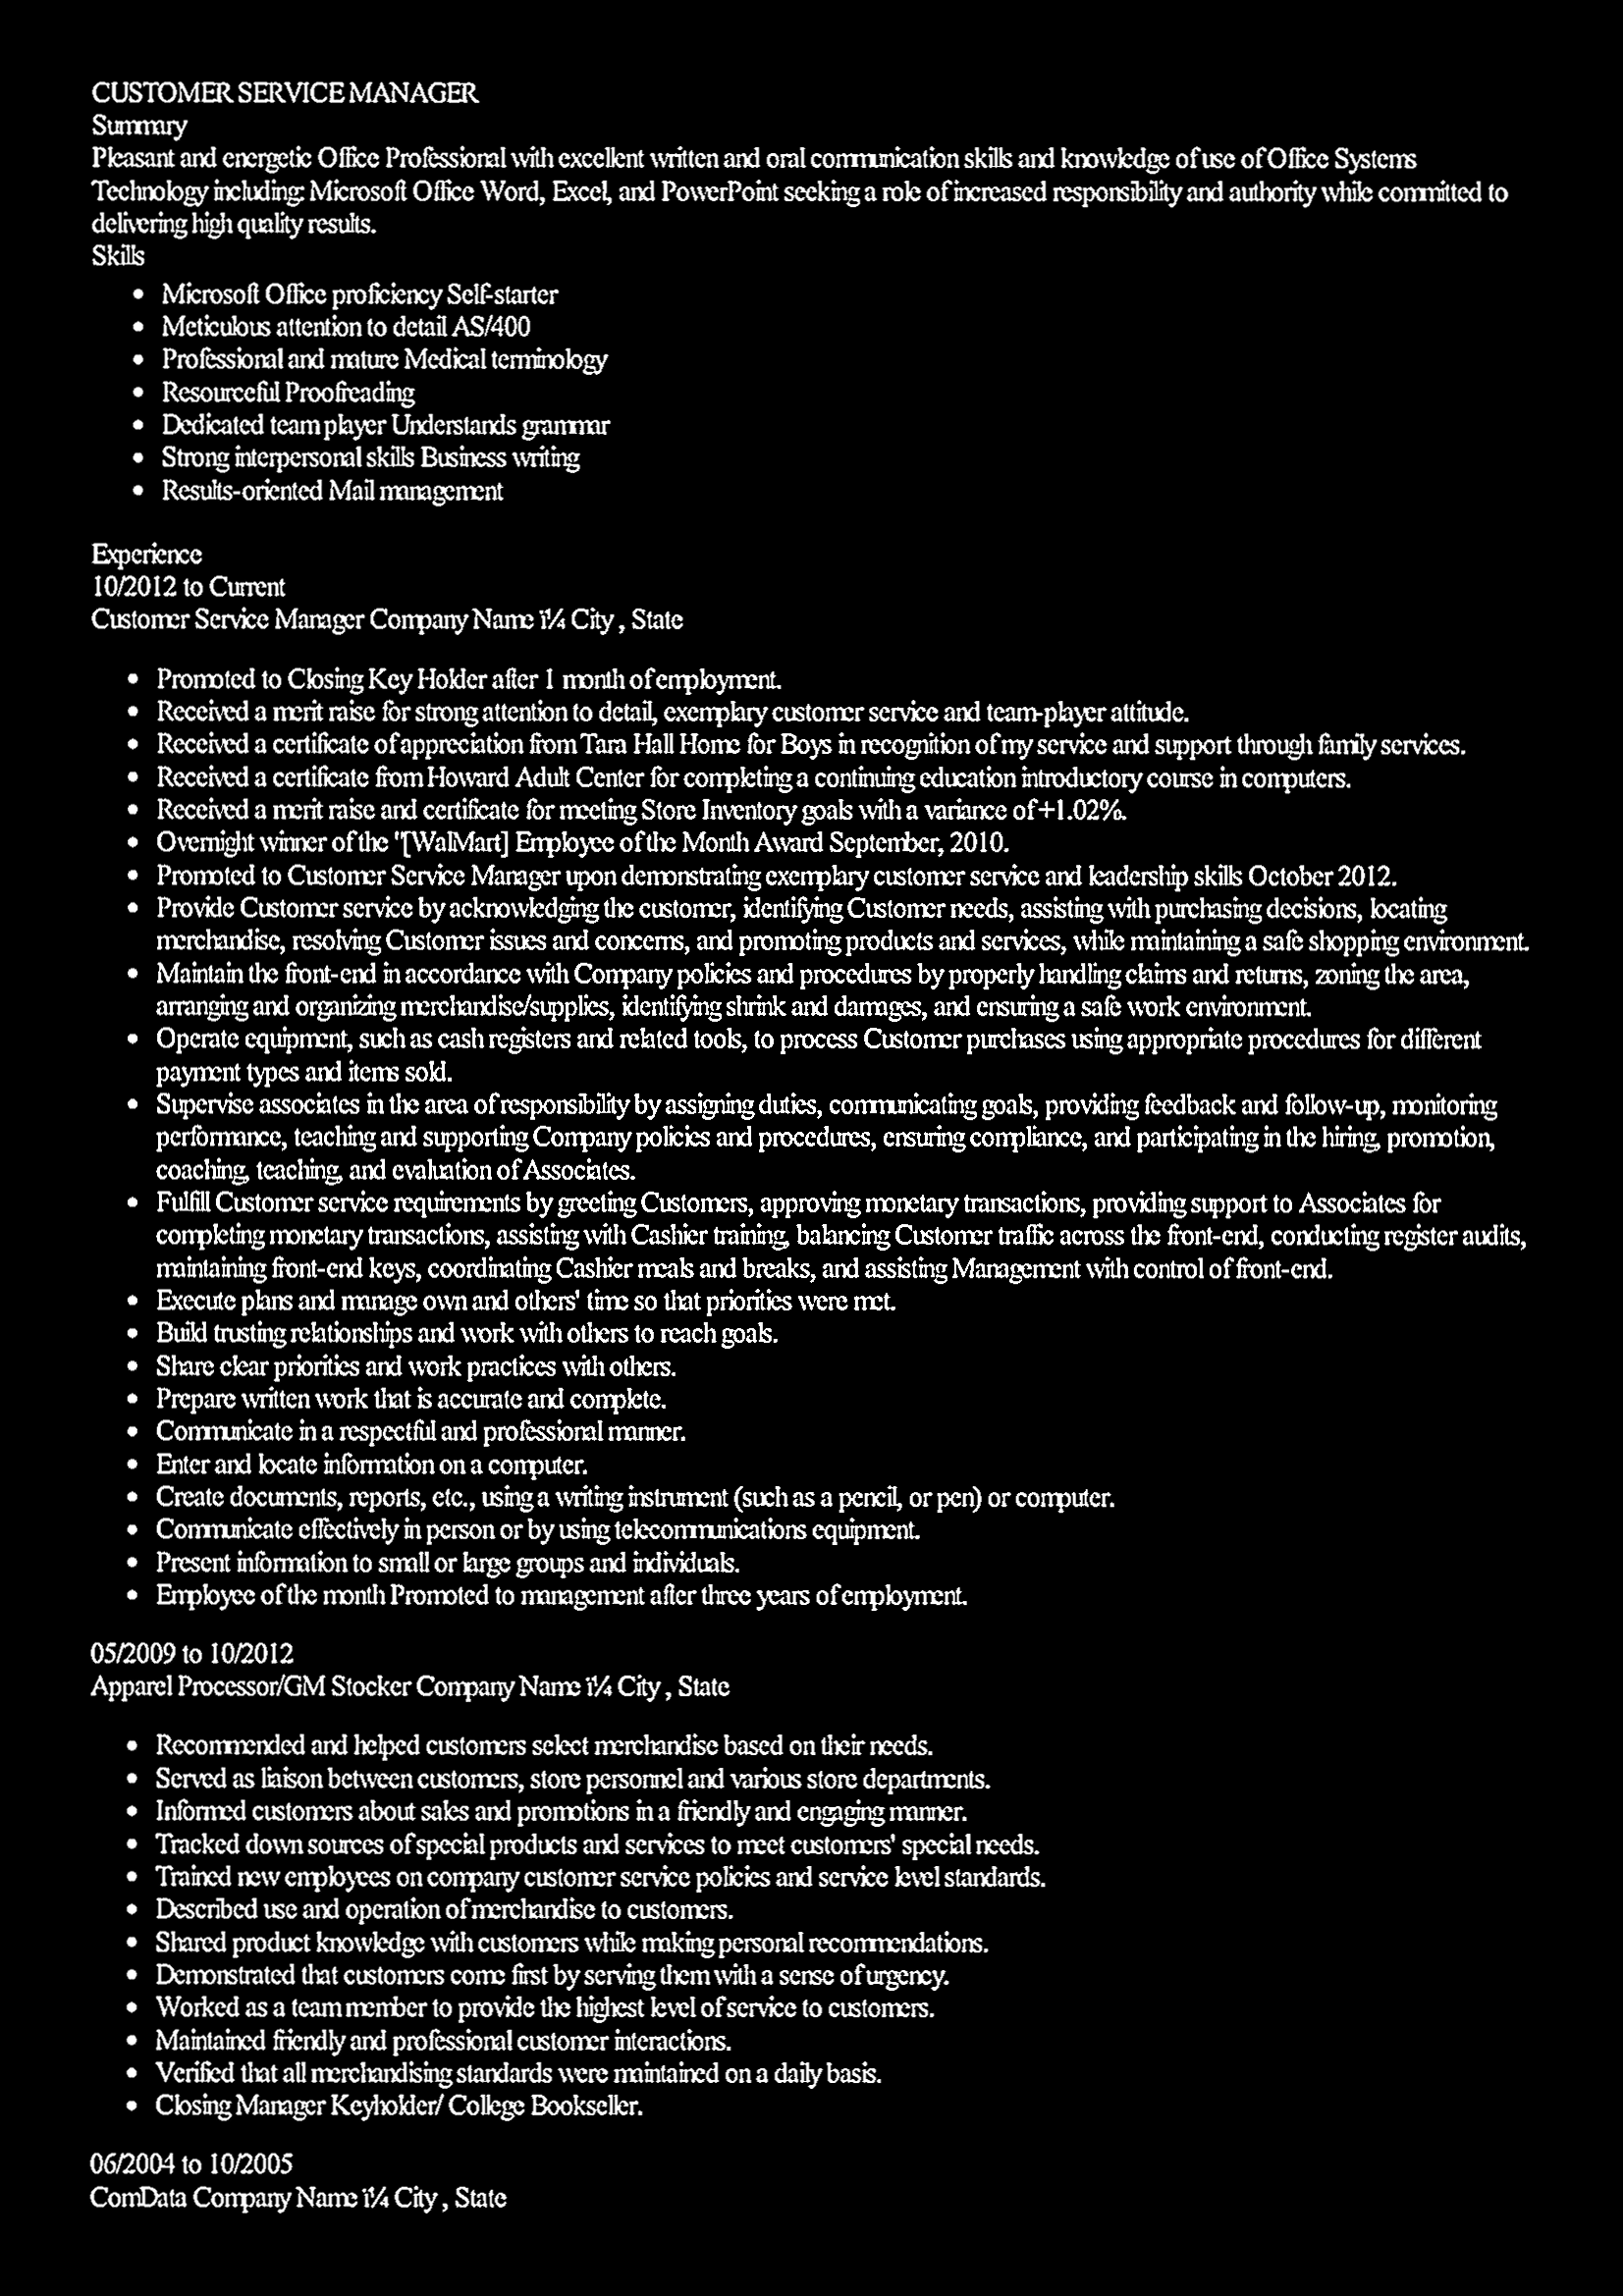 CUSTOMER SERVICE MANAGER
Summary
Pleasant and energetic Office Professional with excellent written and oral communication skills and knowledge of use of Office Systems
Technology including: Microsoft Office Word, Excel, and PowerPoint seeking a role of increased responsibility and authority while committed to
delivering high quality results.
Skills
• Microsoft Office proficiency Self-starter
• Meticulous attention to detail AS/400
• Professional and mature Medical terminology
• Resourceful Proofreading
• Dedicated team player Understands grammar
• Strong interpersonal skills Business writing
• Results-oriented Mail management
Experience
10/2012 to Current
Customer Service Manager Company Name ï¼ City , State
• Promoted to Closing Key Holder after 1 month of employment.
• Received a merit raise for strong attention to detail, exemplary customer service and team-player attitude.
• Received a certificate of appreciation from Tara Hall Home for Boys in recognition of my service and support through family services.
• Received a certificate from Howard Adult Center for completing a continuing education introductory course in computers.
• Received a merit raise and certificate for meeting Store Inventory goals with a variance of +1.02%.
• Overnight winner of the "[WalMart] Employee of the Month Award September, 2010.
• Promoted to Customer Service Manager upon demonstrating exemplary customer service and leadership skills October 2012.
• Provide Customer service by acknowledging the customer, identifying Customer needs, assisting with purchasing decisions, locating
merchandise, resolving Customer issues and concerns, and promoting products and services, while maintaining a safe shopping environment.
• Maintain the front-end in accordance with Company policies and procedures by properly handling claims and returns, zoning the area,
arranging and organizing merchandise/supplies, identifying shrink and damages, and ensuring a safe work environment.
• Operate equipment, such as cash registers and related tools, to process Customer purchases using appropriate procedures for different
payment types and items sold.
• Supervise associates in the area of responsibility by assigning duties, communicating goals, providing feedback and follow-up, monitoring
performance, teaching and supporting Company policies and procedures, ensuring compliance, and participating in the hiring, promotion,
coaching, teaching, and evaluation of Associates.
• Fulfill Customer service requirements by greeting Customers, approving monetary transactions, providing support to Associates for
completing monetary transactions, assisting with Cashier training, balancing Customer traffic across the front-end, conducting register audits,
maintaining front-end keys, coordinating Cashier meals and breaks, and assisting Management with control of front-end.
• Execute plans and manage own and others' time so that priorities were met.
• Build trusting relationships and work with others to reach goals.
• Share clear priorities and work practices with others.
• Prepare written work that is accurate and complete.
• Communicate in a respectful and professional manner.
• Enter and locate information on a computer.
• Create documents, reports, etc., using a writing instrument (such as a pencil, or pen) or computer.
• Communicate effectively in person or by using telecommunications equipment.
• Present information to small or large groups and individuals.
• Employee of the month Promoted to management after three years of employment.
05/2009 to 10/2012
Apparel Processor/GM Stocker Company Name ï¼ City , State
• Recommended and helped customers select merchandise based on their needs.
• Served as liaison between customers, store personnel and various store departments.
• Informed customers about sales and promotions in a friendly and engaging manner.
• Tracked down sources of special products and services to meet customers' special needs.
• Trained new employees on company customer service policies and service level standards.
• Described use and operation of merchandise to customers.
• Shared product knowledge with customers while making personal recommendations.
• Demonstrated that customers come first by serving them with a sense of urgency.
• Worked as a team member to provide the highest level of service to customers.
• Maintained friendly and professional customer interactions.
• Verified that all merchandising standards were maintained on a daily basis.
• Closing Manager Keyholder/ College Bookseller.
06/2004 to 10/2005
ComData Company Name ï¼ City , State